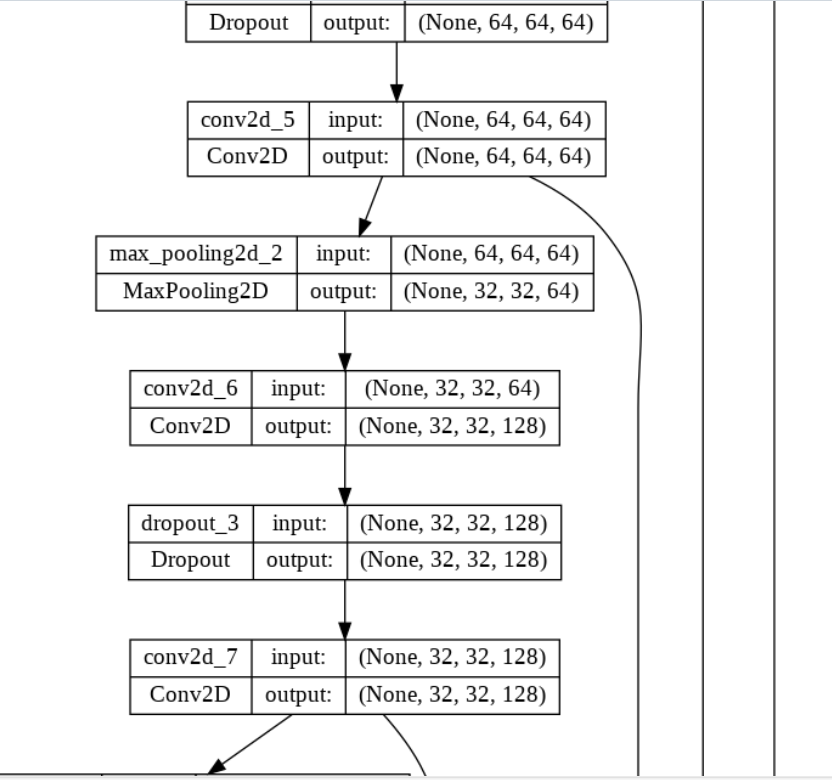 Dropout output: (None, 64, 64, 64)
conv2d_5 input: (None, 64, 64, 64)
Conv2D output: (None, 64, 64, 64)
max_pooling2d_2 input: (None, 64, 64, 64)
MaxPooling2D output: (None, 32, 32, 64)
conv2d_6 input: (None, 32, 32, 64)
Conv2D output: (None, 32, 32, 128)
dropout_3 input: (None, 32, 32, 128)
Dropout output: (None, 32, 32, 128)
conv2d_7 input: (None, 32, 32, 128)
Conv2D output: (None, 32, 32, 128)